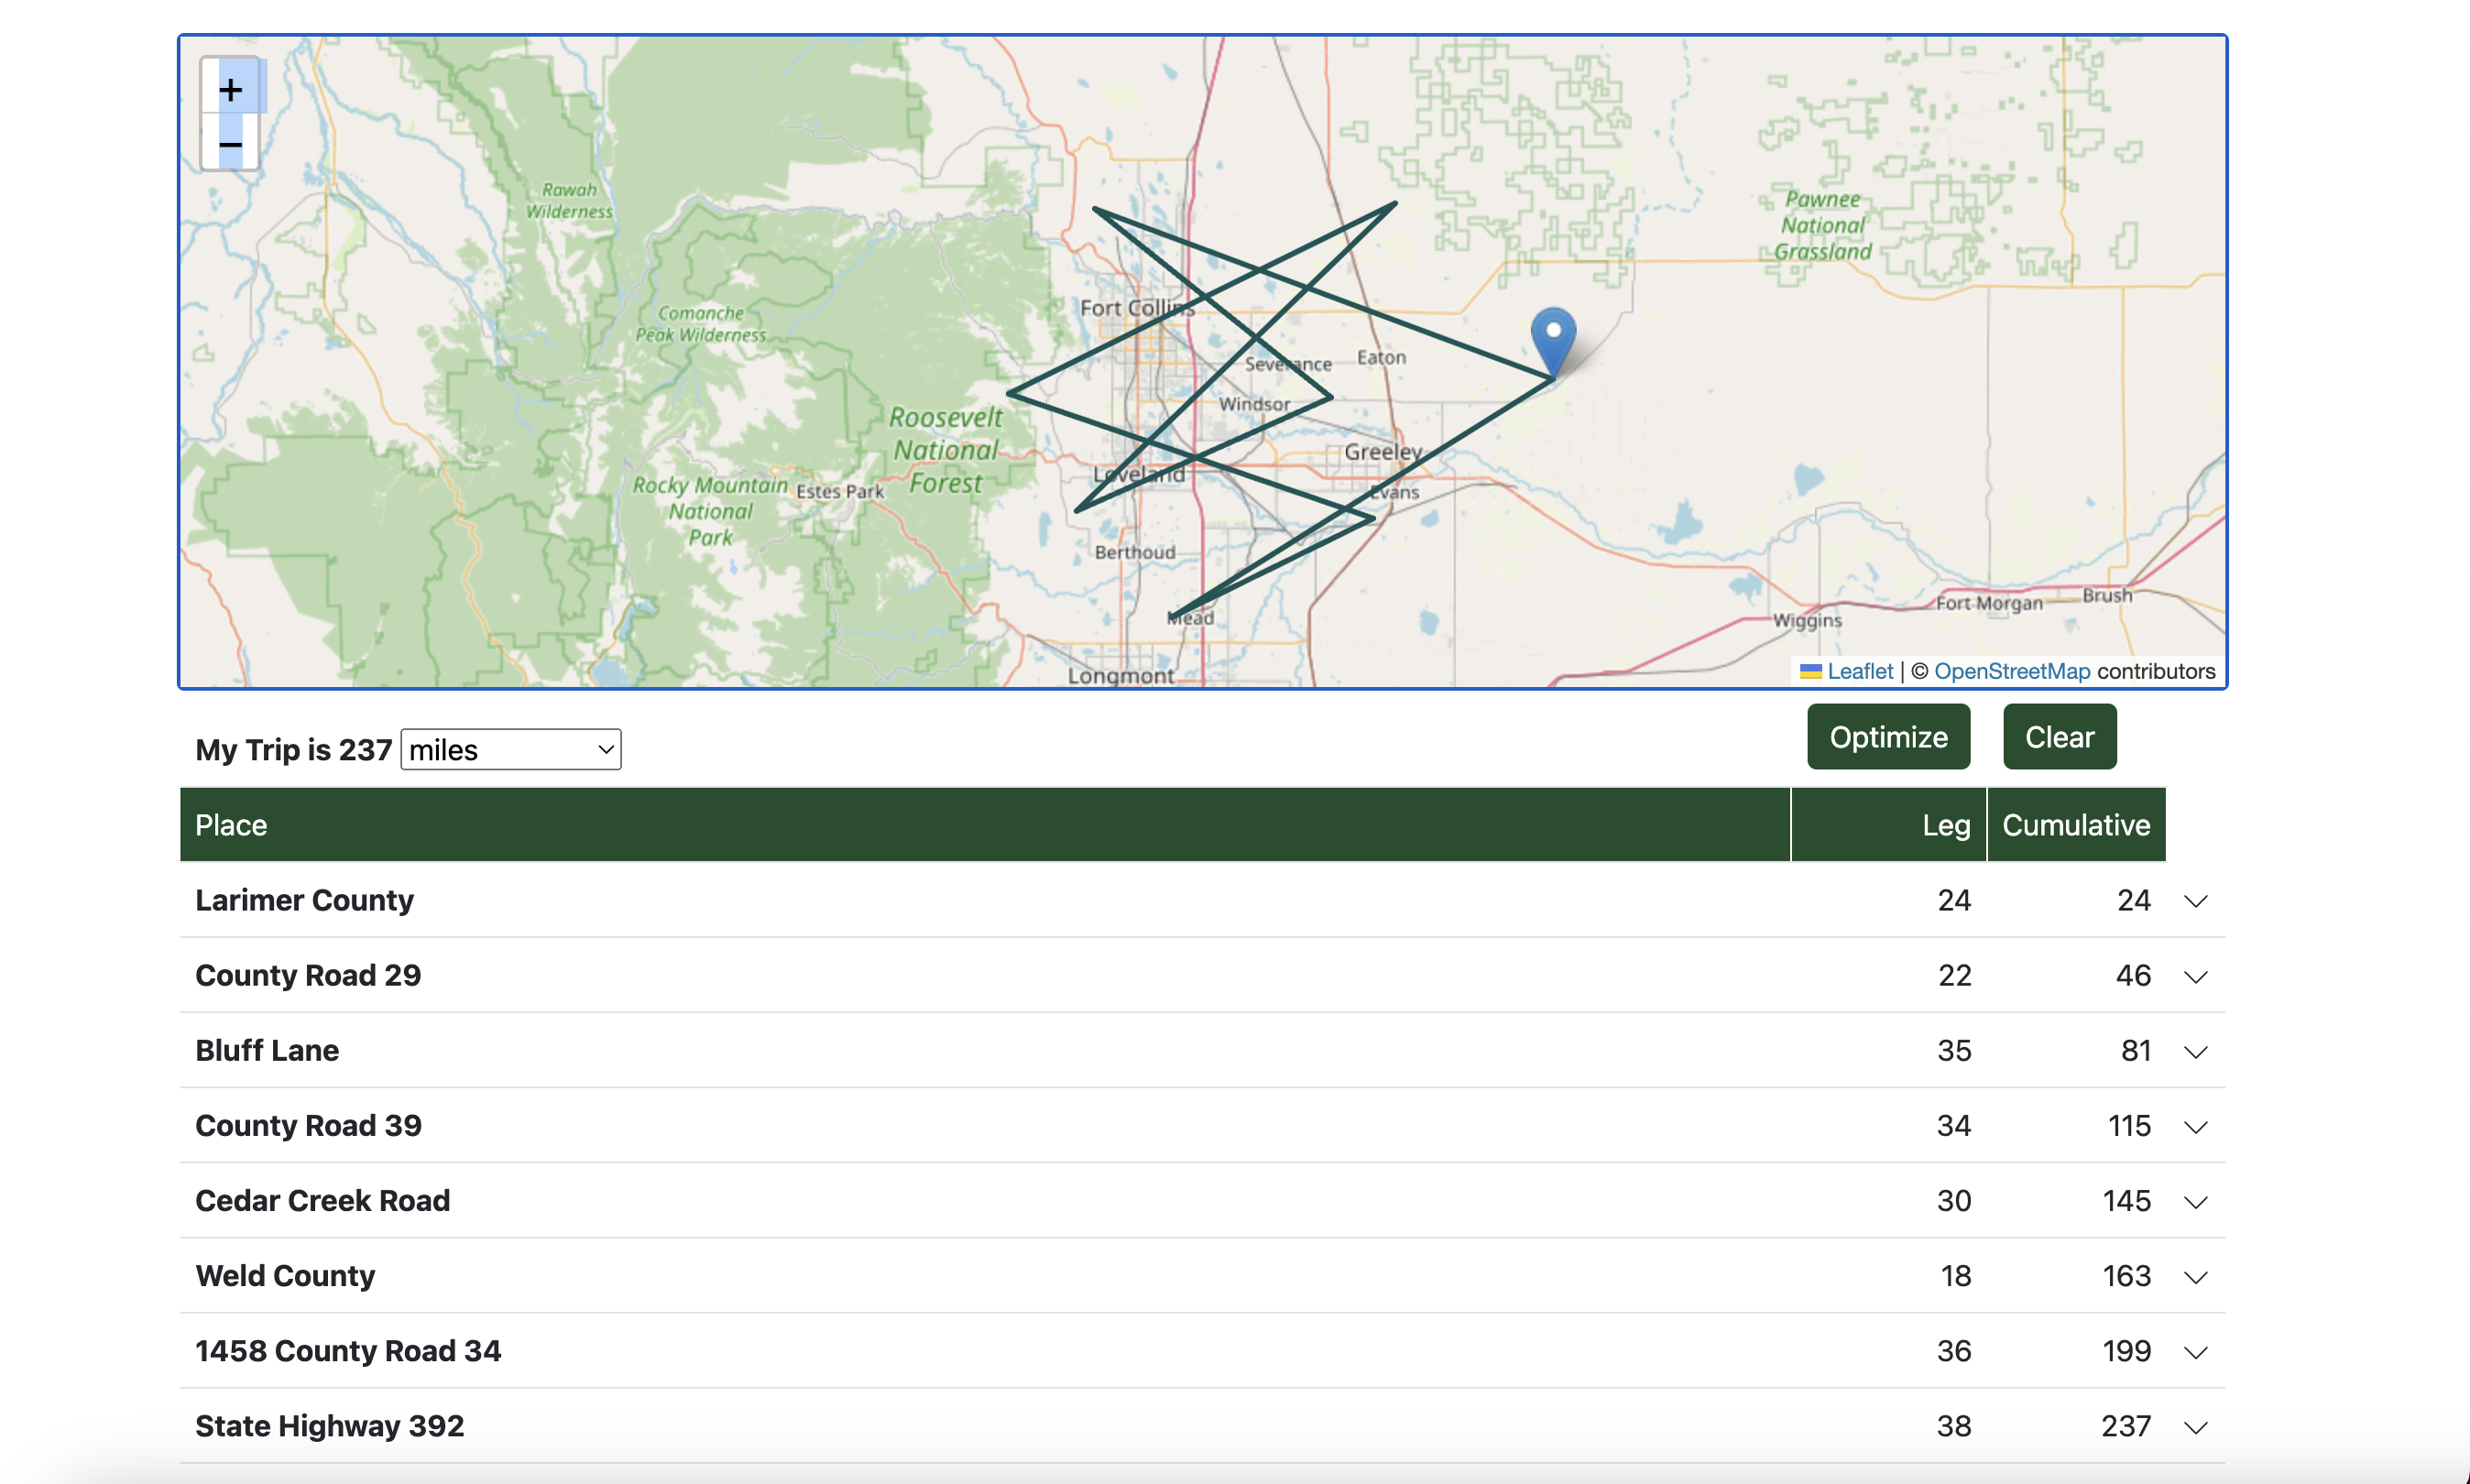 +
−
Rawah
Wilderness
Pawnee
National
Grassland
Comanche
Peak Wilderness
Fort Collins
Severance
Eaton
Windsor
Roosevelt
National
Forest
Greeley
Loveland
Rocky Mountain
National
Park
Estes Park
Evans
Berthoud
Mead
Fort Morgan
Brush
Wiggins
Longmont
Leaflet | © OpenStreetMap contributors
My Trip is 237 miles
Optimize Clear
Place Leg Cumulative
Larimer County 24 24
County Road 29 22 46
Bluff Lane 35 81
County Road 39 34 115
Cedar Creek Road 30 145
Weld County 18 163
1458 County Road 34 36 199
State Highway 392 38 237